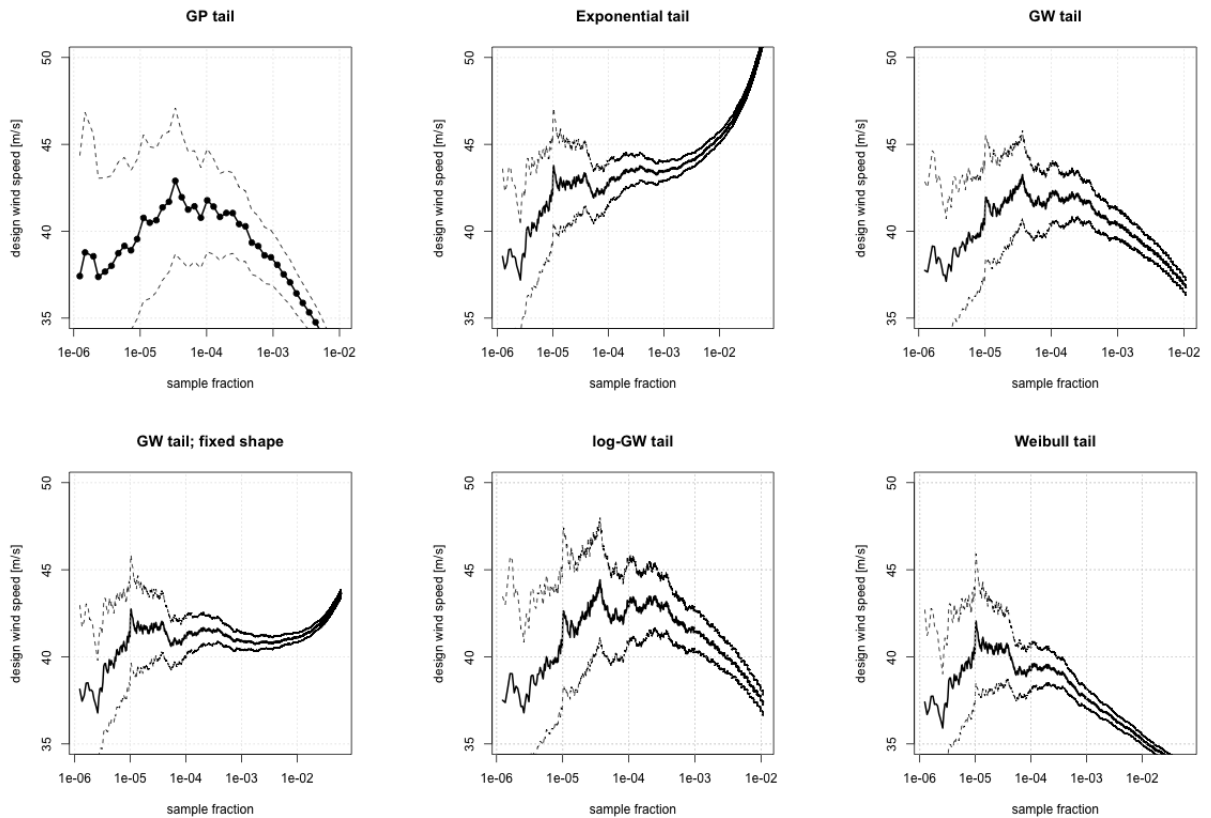 GP tail
design wind speed [m/s]
50
45
40
35
1e-06 1e-05 1e-04 1e-03 1e-02
sample fraction
Exponential tail
design wind speed [m/s]
50
45
40
35
1e-06 1e-05 1e-04 1e-03 1e-02
sample fraction
GW tail
design wind speed [m/s]
50
45
40
35
1e-06 1e-05 1e-04 1e-03 1e-02
sample fraction
GW tail; fixed shape
design wind speed [m/s]
50
45
40
35
1e-06 1e-05 1e-04 1e-03 1e-02
sample fraction
log-GW tail
design wind speed [m/s]
50
45
40
35
1e-06 1e-05 1e-04 1e-03 1e-02
sample fraction
Weibull tail
design wind speed [m/s]
50
45
40
35
1e-06 1e-05 1e-04 1e-03 1e-02
sample fraction